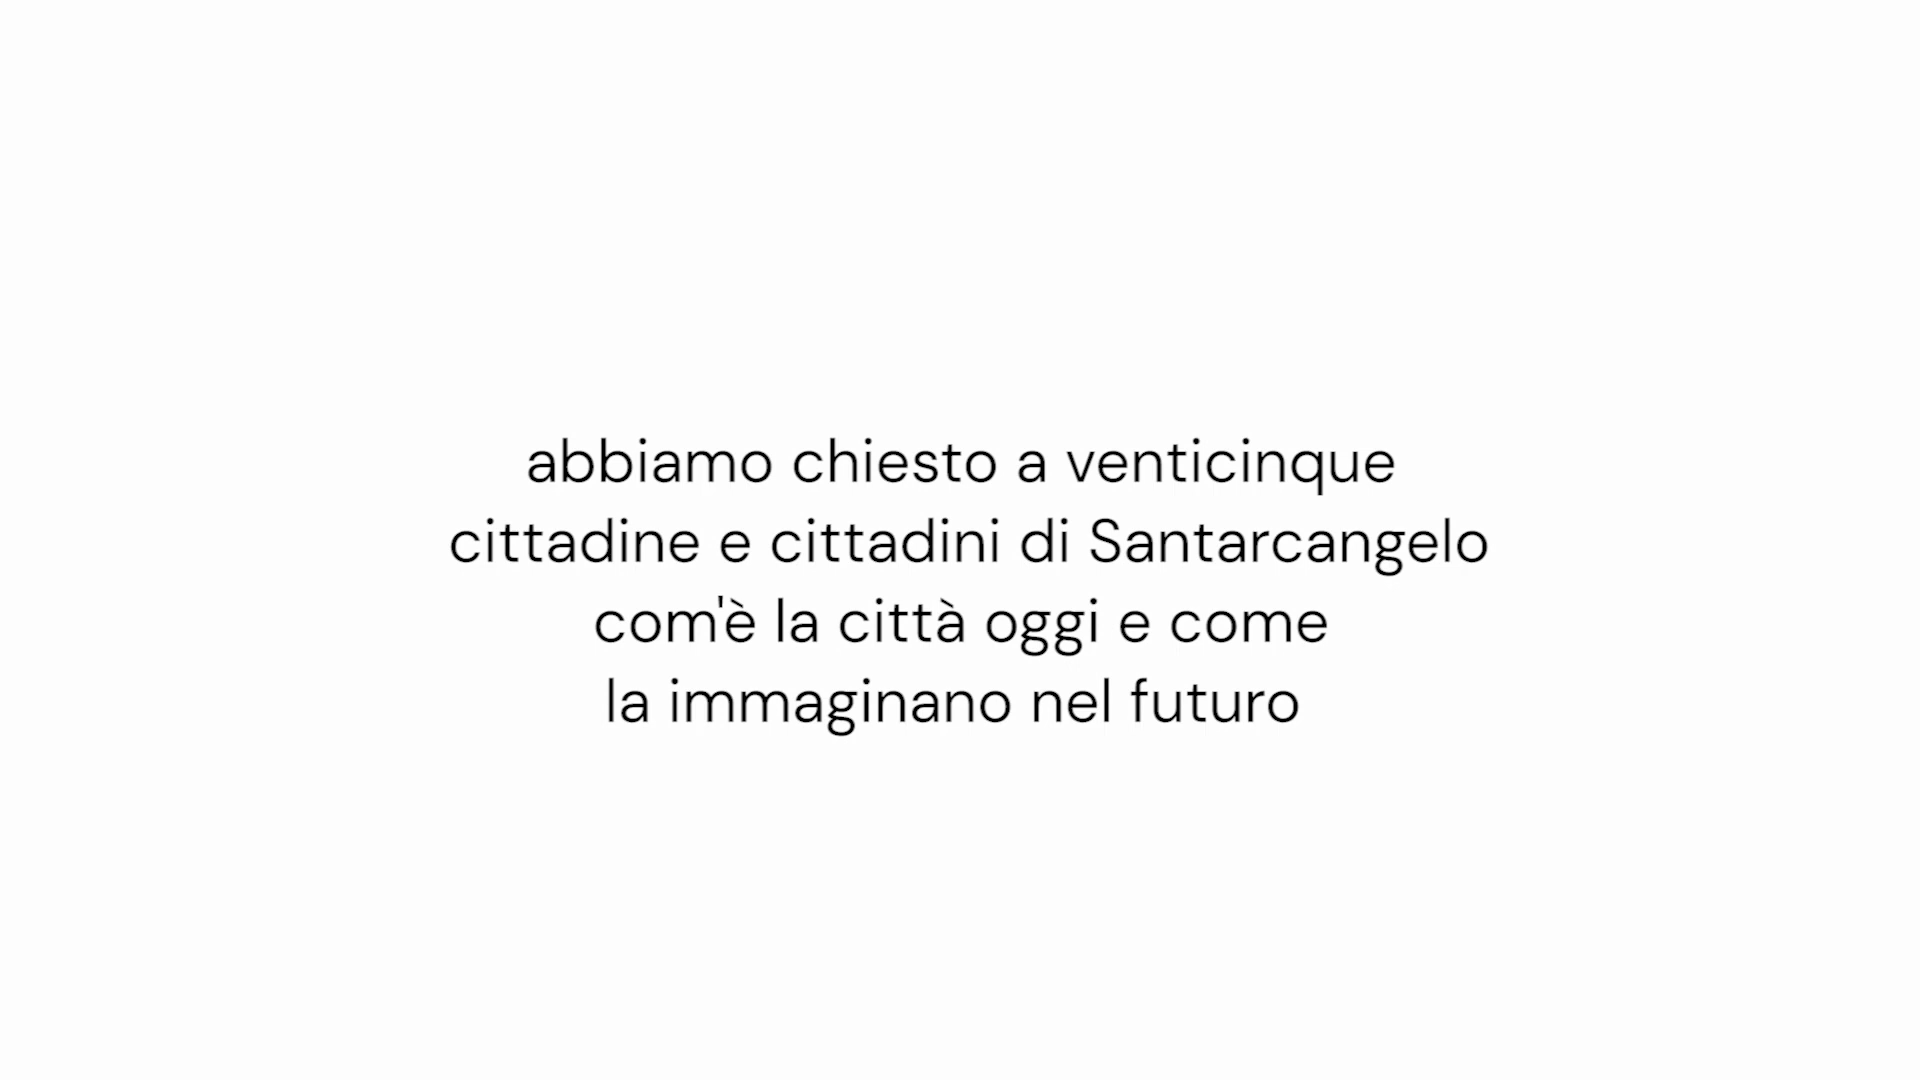 abbiamo chiesto a venticinque
cittadine e cittadini di Santarcangelo
com'è la città oggi e come
la immaginano nel futuro